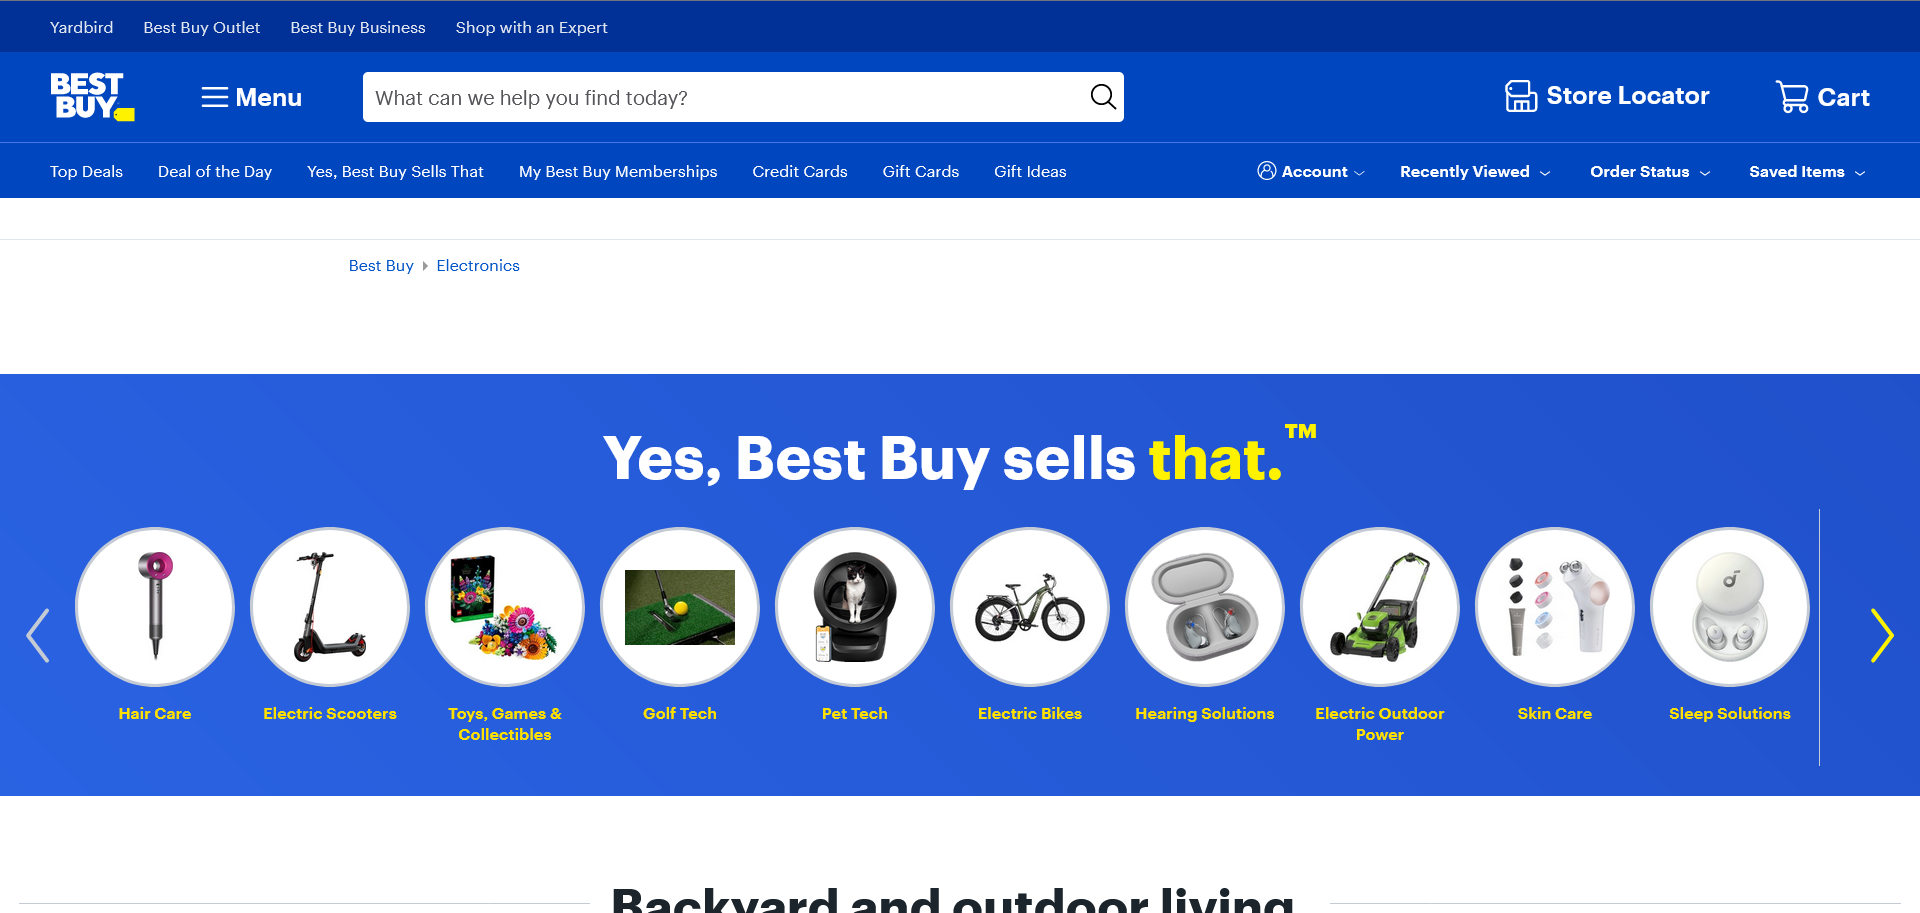 Yardbird Best Buy Outlet Best Buy Business Shop with an Expert
BEST
BUY
Menu
What can we help you find today?
Store Locator
Cart
Top Deals Deal of the Day Yes, Best Buy Sells That My Best Buy Memberships Credit Cards Gift Cards Gift Ideas Account Recently Viewed Order Status Saved Items
Best Buy Electronics
Yes, Best Buy sells that.™
Hair Care
Electric Scooters
Toys, Games &
Collectibles
Golf Tech
Pet Tech
Electric Bikes
Hearing Solutions
Electric Outdoor
Power
Skin Care
Sleep Solutions
Backyard and outdoor living